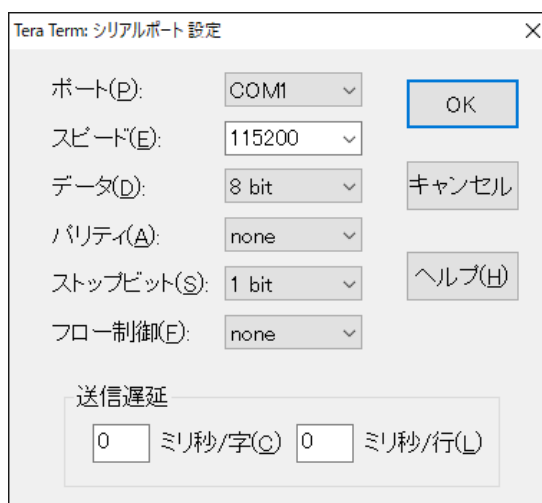 Tera Term: シリアルポート 設定
ポート(P): COM1
OK
スピード(E): 115200
データ(D): 8 bit
キャンセル
パリティ(A): none
ストップビット(S): 1 bit
ヘルプ(H)
フロー制御(F): none
送信遅延
0 ミリ秒/字(C) 0 ミリ秒/行(L)